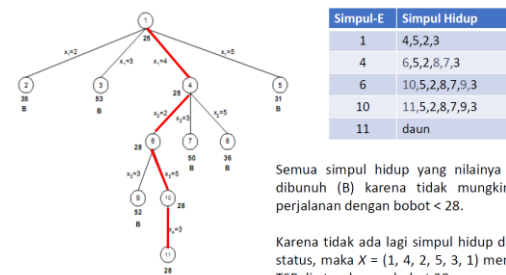 1
25
x₁=2
x₁=3
x₁=4
x₁=5
2
35
B
3
53
B
4
25
5
31
B
x₂=2
x₂=3
x₂=5
6
28
7
50
B
8
36
B
x₃=3
x₃=5
9
52
B
10
28
x₄=3
11
28
Simpul-E Simpul Hidup
1 4,5,2,3
4 6,5,2,8,7,3
6 10,5,2,8,7,9,3
10 11,5,2,8,7,9,3
11 daun
Semua simpul hidup yang nilainya
dibunuh (B) karena tidak mungkin
perjalanan dengan bobot < 28.
Karena tidak ada lagi simpul hidup
status, maka X = (1, 4, 2, 5, 3, 1)